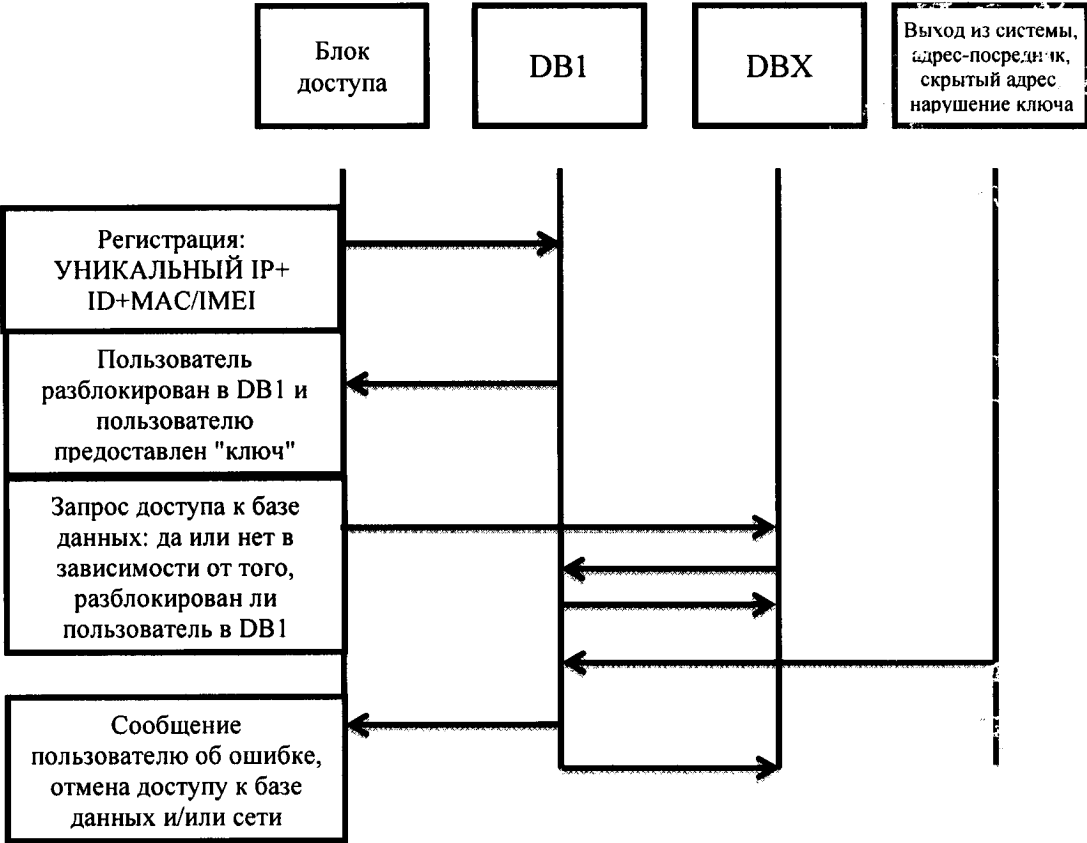 Блок
доступа
DB1
DBX
Выход из системы,
адрес-посредник,
скрытый адрес
нарушение ключа
Регистрация:
УНИКАЛЬНЫЙ IP+
ID+MAC/IMEI
Пользователь
разблокирован в DB1 и
пользователю
предоставлен "ключ"
Запрос доступа к базе
данных: да или нет в
зависимости от того,
разблокирован ли
пользователь в DB1
Сообщение
пользователю об ошибке,
отмена доступу к базе
данных и/или сети